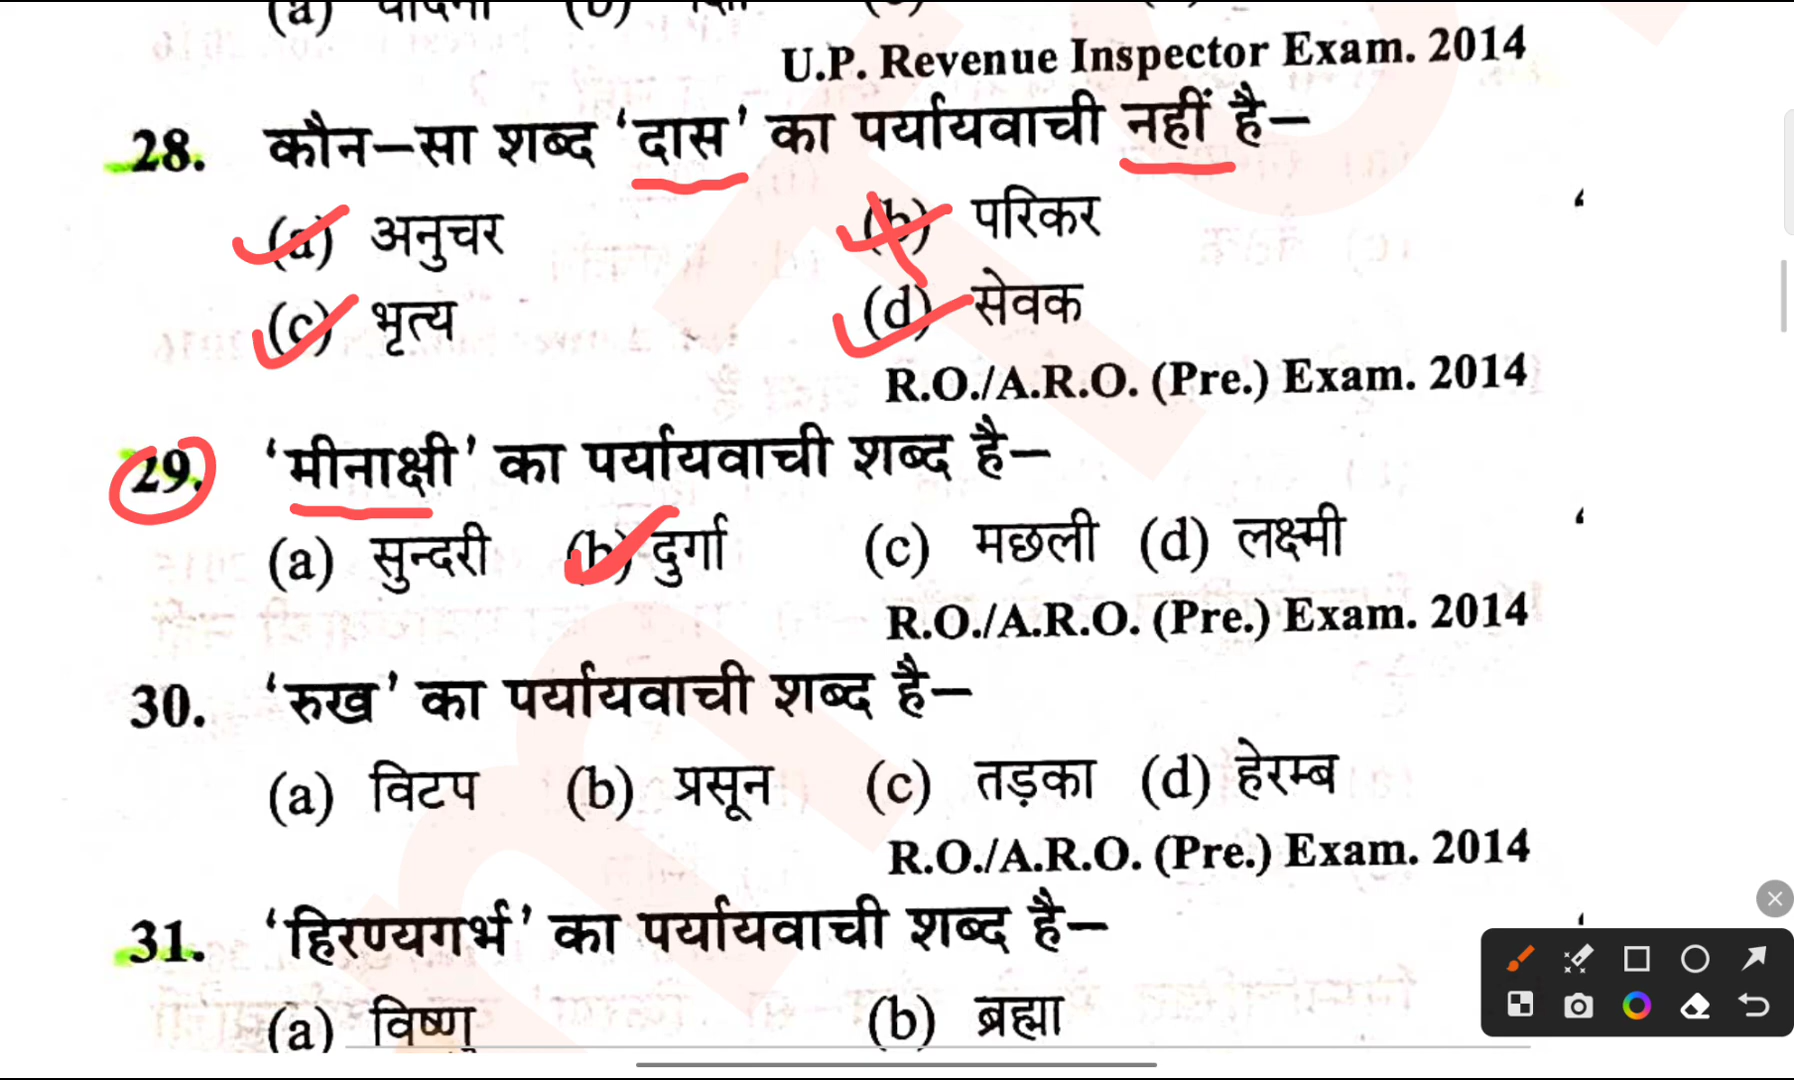 U.P. Revenue Inspector Exam. 2014
28. कौन–सा शब्द ‘दास’ का पर्यायवाची नहीं है–
(a) अनुचर (b) परिकर
(c) भृत्य (d) सेवक
R.O./A.R.O. (Pre.) Exam. 2014
29. ‘मीनाक्षी’ का पर्यायवाची शब्द है–
(a) सुन्दरी (b) दुर्गा (c) मछली (d) लक्ष्मी
R.O./A.R.O. (Pre.) Exam. 2014
30. ‘रुख’ का पर्यायवाची शब्द है–
(a) विटप (b) प्रसून (c) तड़का (d) हेरम्ब
R.O./A.R.O. (Pre.) Exam. 2014
31. ‘हिरण्यगर्भ’ का पर्यायवाची शब्द है–
(a) विष्णु (b) ब्रह्मा